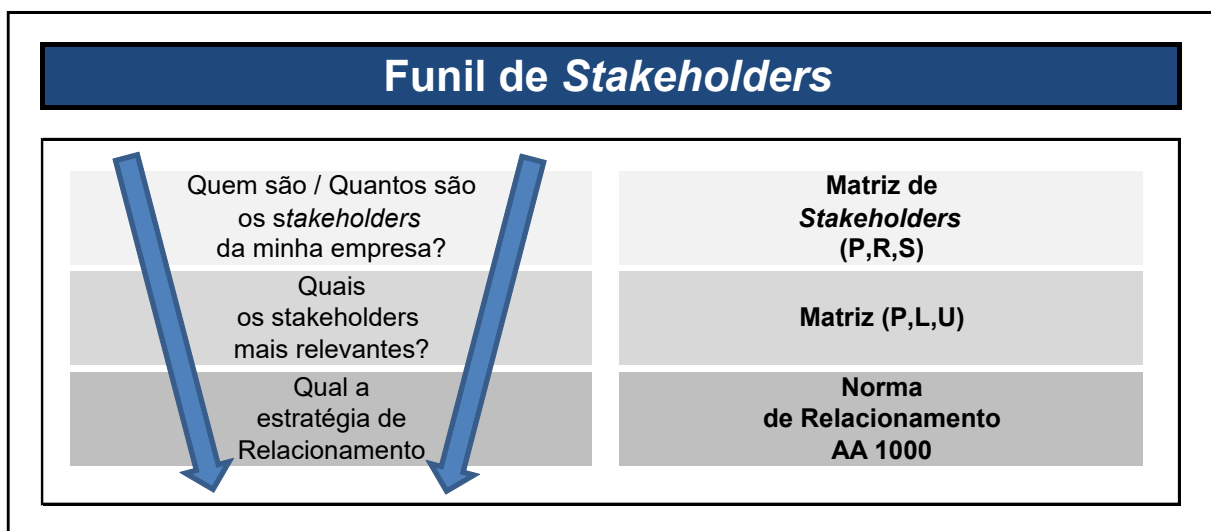 Funil de Stakeholders
Quem são / Quantos são
os stakeholders
da minha empresa?
Matriz de
Stakeholders
(P,R,S)
Quais
os stakeholders
mais relevantes?
Matriz (P,L,U)
Qual a
estratégia de
Relacionamento
Norma
de Relacionamento
AA 1000